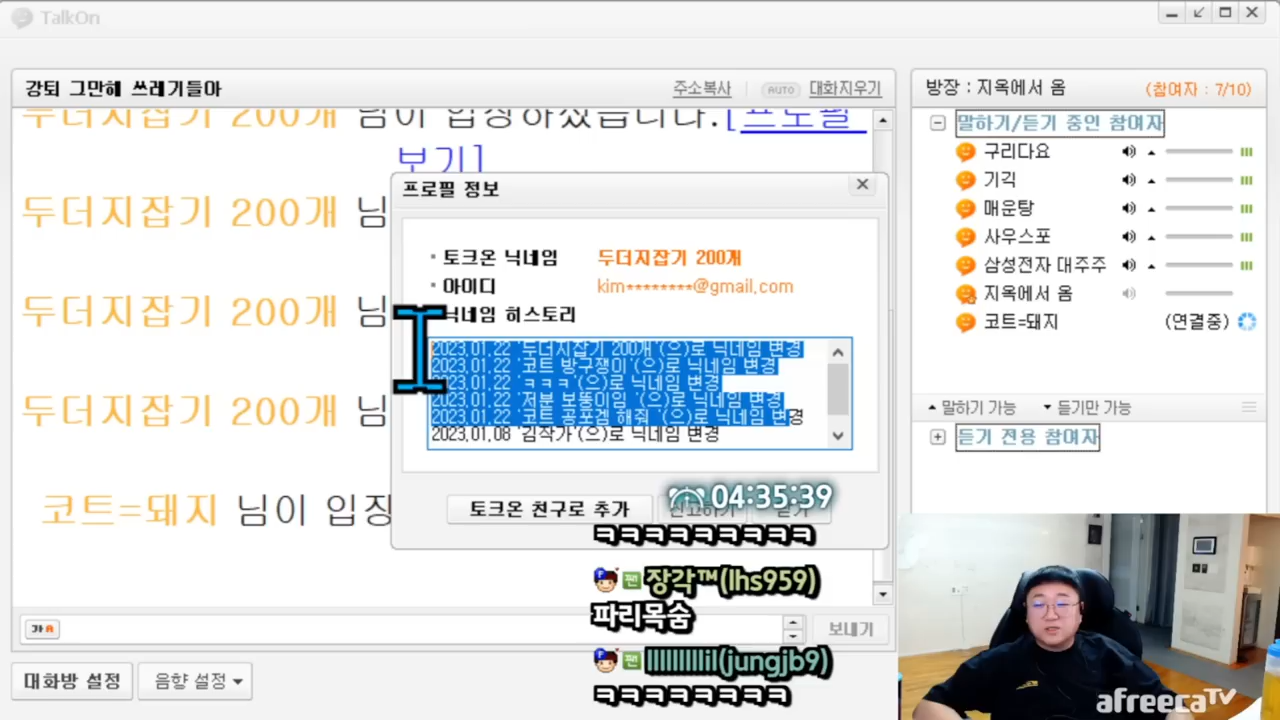 TalkOn
강퇴 그만해 쓰레기들아
주소복사
AUTO
대화지우기
두더지잡기 200개 님이 입장하셨습니다.[프로필
보기]
두더지잡기 200개 님
두더지잡기 200개 님
두더지잡기 200개 님
코트=돼지 님이 입장
프로필 정보
토크온 닉네임 두더지잡기 200개
아이디 kim********@gmail.com
닉네임 히스토리
2023.01.22 '두더지잡기 200개'(으)로 닉네임 변경
2023.01.22 '코트 방구쟁이'(으)로 닉네임 변경
2023.01.22 'ㅋㅋㅋ'(으)로 닉네임 변경
2023.01.22 '저분 보똥이임 '(으)로 닉네임 변경
2023.01.22 '코트 공포겜 해줘 '(으)로 닉네임 변경
2023.01.08 '김작가'(으)로 닉네임 변경
토크온 친구로 추가
신고하기
닫기
04:35:39
ㅋㅋㅋㅋㅋㅋㅋㅋㅋ
팬 장각™(lhs959)
파리목숨
팬 lllllllllil(jungjb9)
ㅋㅋㅋㅋㅋㅋㅋㅋ
가A
보내기
대화방 설정
음향 설정
방장 : 지옥에서 옴
(참여자 : 7/10)
말하기/듣기 중인 참여자
구리다요
기긱
매운탕
사우스포
삼성전자 대주주
지옥에서 옴
코트=돼지 (연결중)
말하기 가능
듣기만 가능
듣기 전용 참여자
afreecaTV